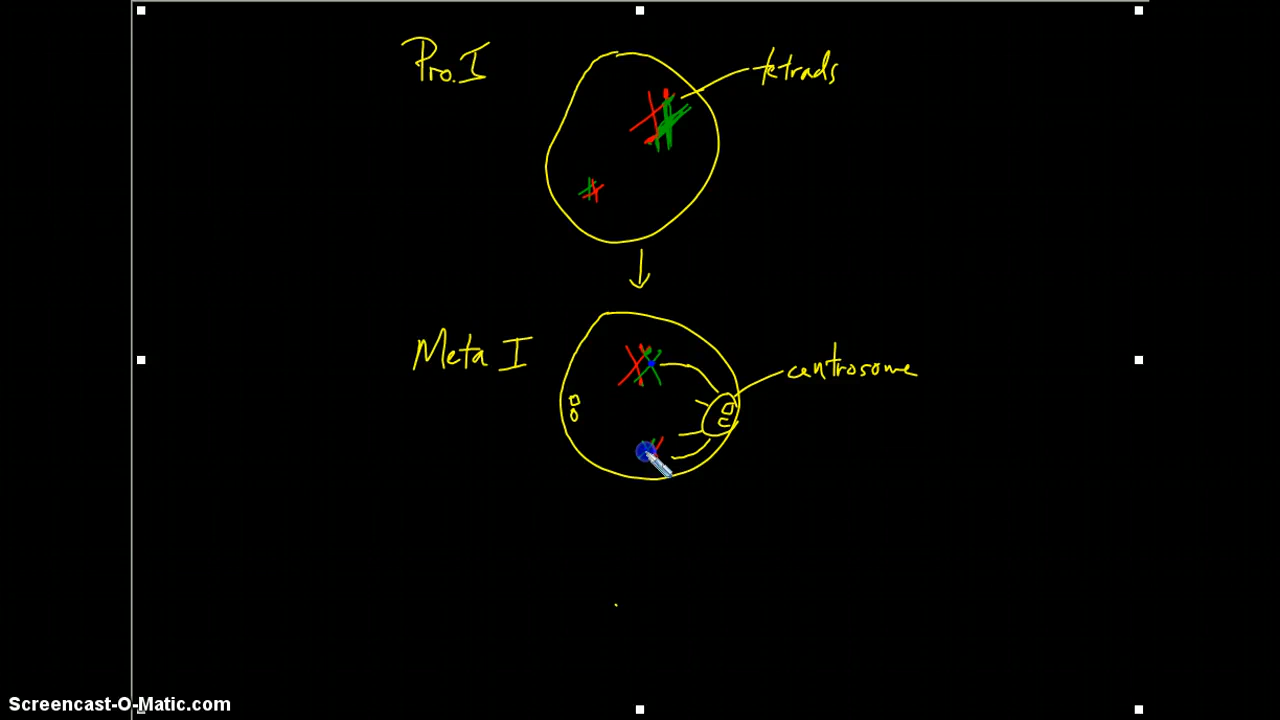 Pro. I
tetrads
Meta I
centrosome
Screencast-O-Matic.com